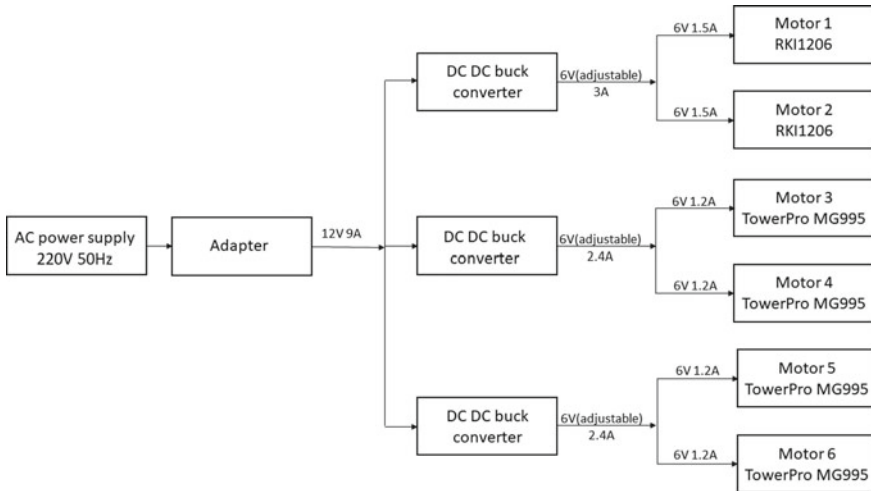 AC power supply
220V 50Hz
Adapter
12V 9A
DC DC buck
converter
6V(adjustable)
3A
6V 1.5A
Motor 1
RKI1206
6V 1.5A
Motor 2
RKI1206
DC DC buck
converter
6V(adjustable)
2.4A
6V 1.2A
Motor 3
TowerPro MG995
6V 1.2A
Motor 4
TowerPro MG995
DC DC buck
converter
6V(adjustable)
2.4A
6V 1.2A
Motor 5
TowerPro MG995
6V 1.2A
Motor 6
TowerPro MG995